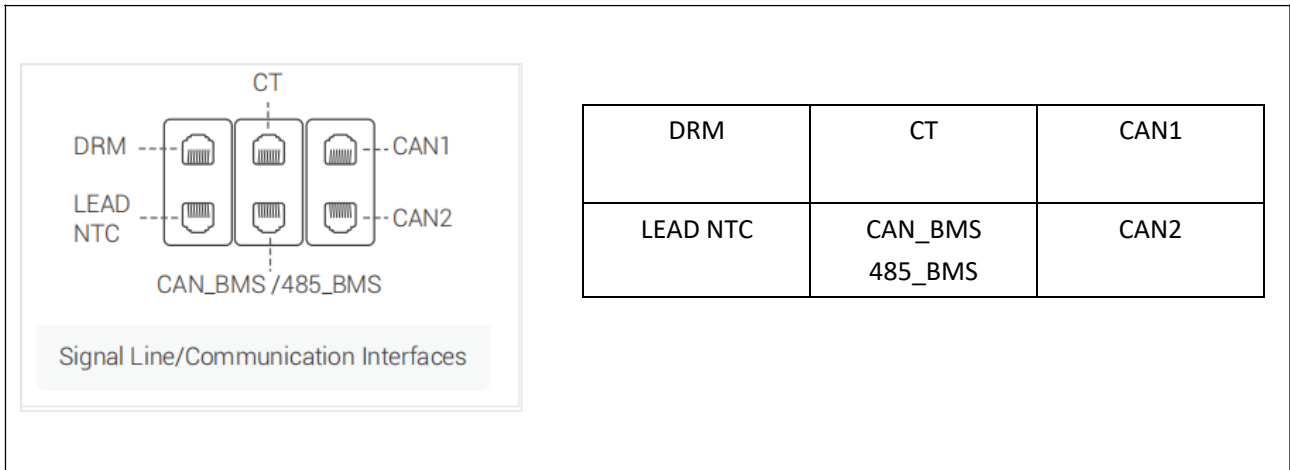 CT
DRM
CAN1
LEAD
NTC
CAN2
CAN_BMS /485_BMS
Signal Line/Communication Interfaces
DRM CT CAN1
LEAD NTC CAN_BMS CAN2
485_BMS